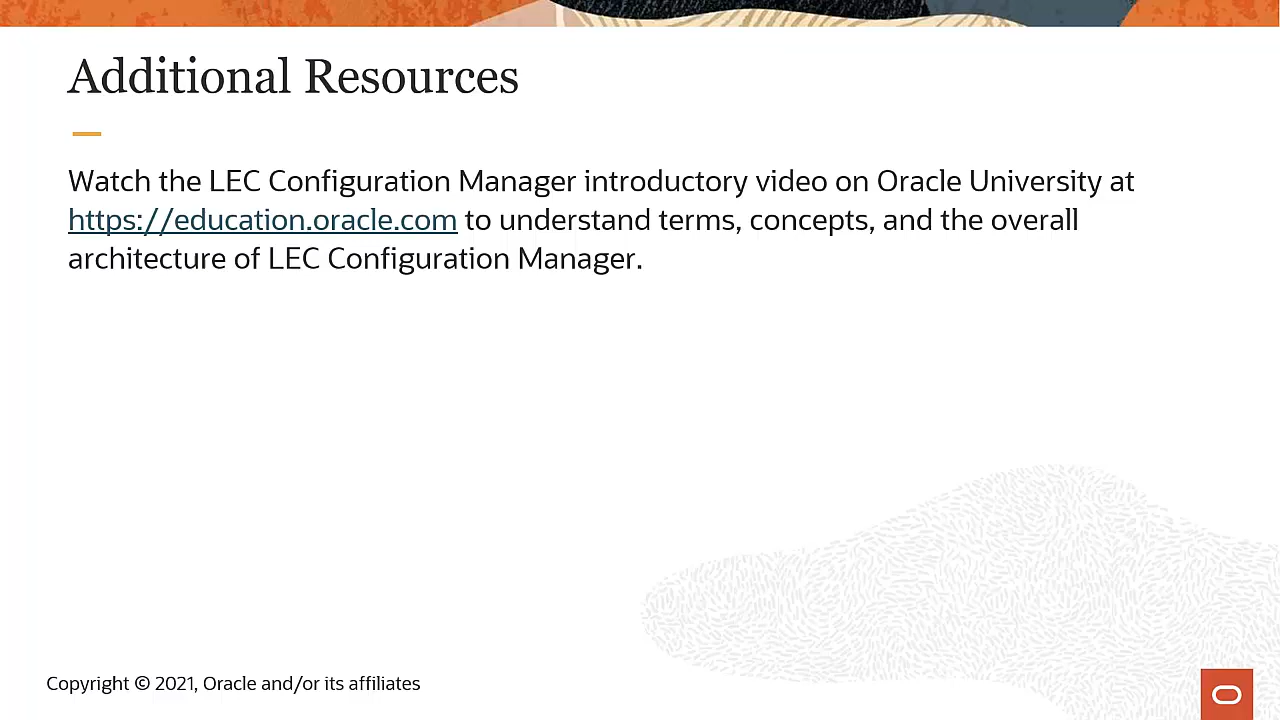 Additional Resources
Watch the LEC Configuration Manager introductory video on Oracle University at
https://education.oracle.com to understand terms, concepts, and the overall
architecture of LEC Configuration Manager.
Copyright © 2021, Oracle and/or its affiliates